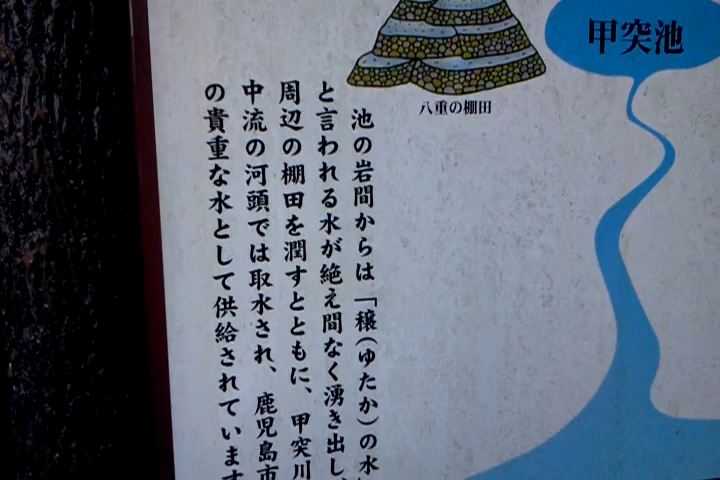 甲突池
八重の棚田
池の岩間からは「穣(ゆたか)の水
と言われる水が絶え間なく湧き出し、
周辺の棚田を潤すとともに、甲突川
中流の河頭では取水され、鹿児島市
の貴重な水として供給されています